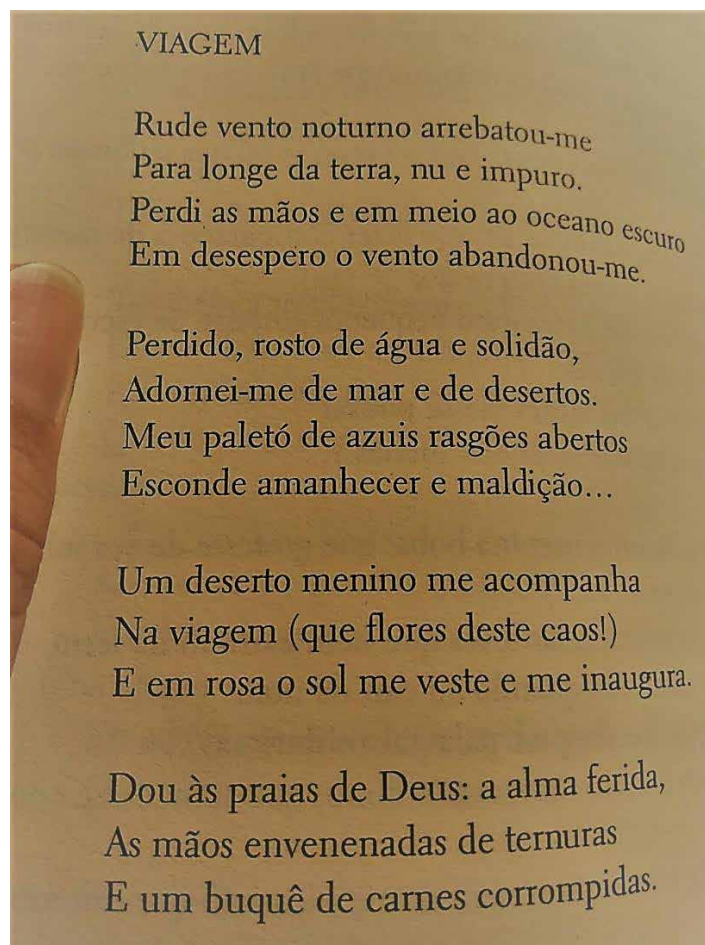 VIAGEM
Rude vento noturno arrebatou-me
Para longe da terra, nu e impuro.
Perdi as mãos e em meio ao oceano escuro
Em desespero o vento abandonou-me.
Perdido, rosto de água e solidão,
Adornei-me de mar e de desertos.
Meu paletó de azuis rasgões abertos
Esconde amanhecer e maldição...
Um deserto menino me acompanha
Na viagem (que flores deste caos!)
E em rosa o sol me veste e me inaugura.
Dou às praias de Deus: a alma ferida,
As mãos envenenadas de ternuras
E um buquê de carnes corrompidas.